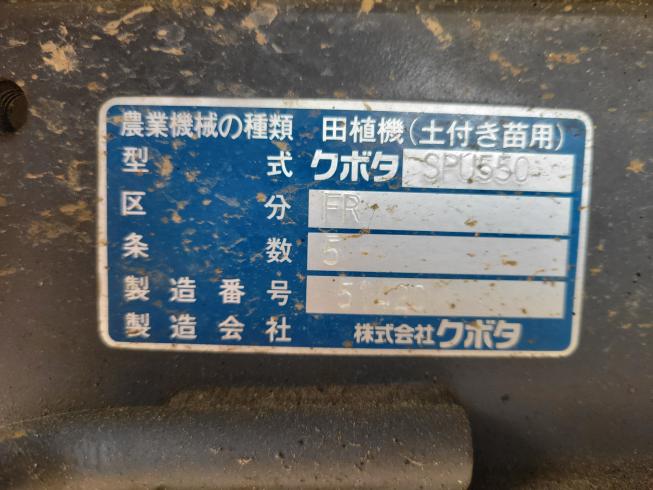 農業機械の種類 田植機(土付き苗用)
型式 クボタ SPU550
区分 FR
条数 5
製造番号
製造会社 株式会社クボタ